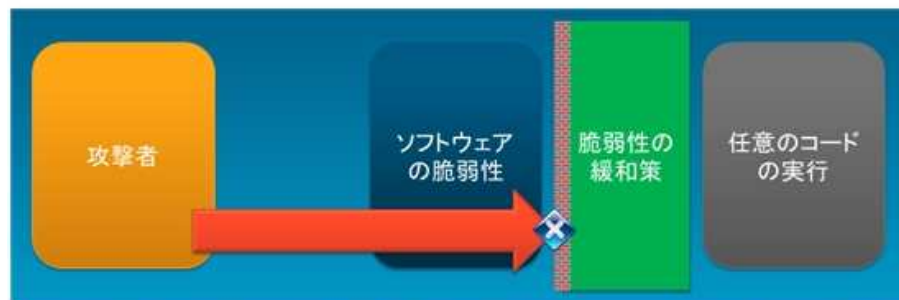 攻撃者
ソフトウェア
の脆弱性
脆弱性の
緩和策
任意のコード
の実行